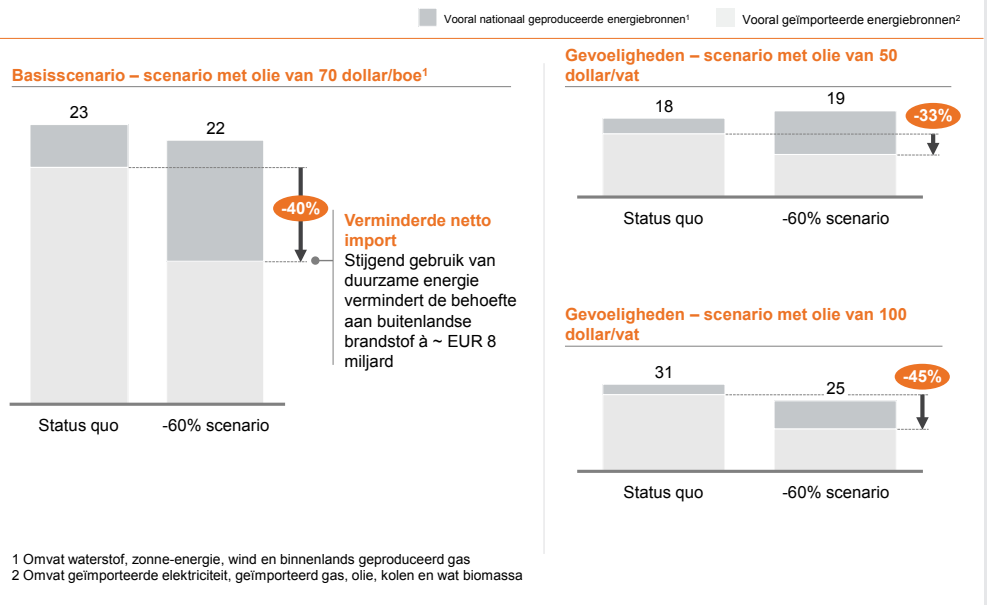 Vooral nationaal geproduceerde energiebronnen¹
Vooral geïmporteerde energiebronnen²
Basisscenario – scenario met olie van 70 dollar/boe¹
23
22
-40%
Verminderde netto
import
Stijgend gebruik van
duurzame energie
vermindert de behoefte
aan buitenlandse
brandstof à ~ EUR 8
miljard
Status quo
-60% scenario
Gevoeligheden – scenario met olie van 50
dollar/vat
18
19
-33%
Status quo
-60% scenario
Gevoeligheden – scenario met olie van 100
dollar/vat
31
25
-45%
Status quo
-60% scenario
1 Omvat waterstof, zonne-energie, wind en binnenlands geproduceerd gas
2 Omvat geïmporteerde elektriciteit, geïmporteerd gas, olie, kolen en wat biomassa